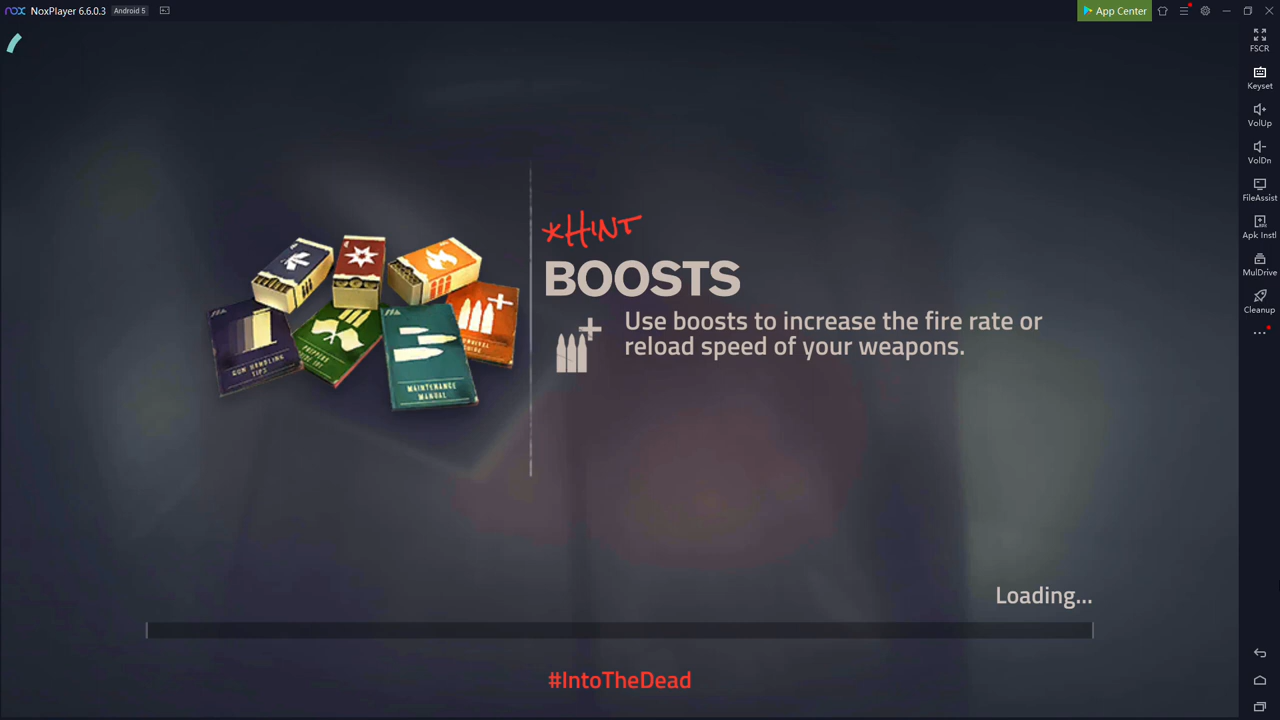 nox NoxPlayer 6.6.0.3 Android 5
App Center
FSCR
Keyset
VolUp
VolDn
FileAssist
Apk Instl
MulDrive
Cleanup
*HINT
BOOSTS
Use boosts to increase the fire rate or
reload speed of your weapons.
GUN HANDLING
TIPS
MAINTENANCE
MANUAL
Loading...
#IntoTheDead